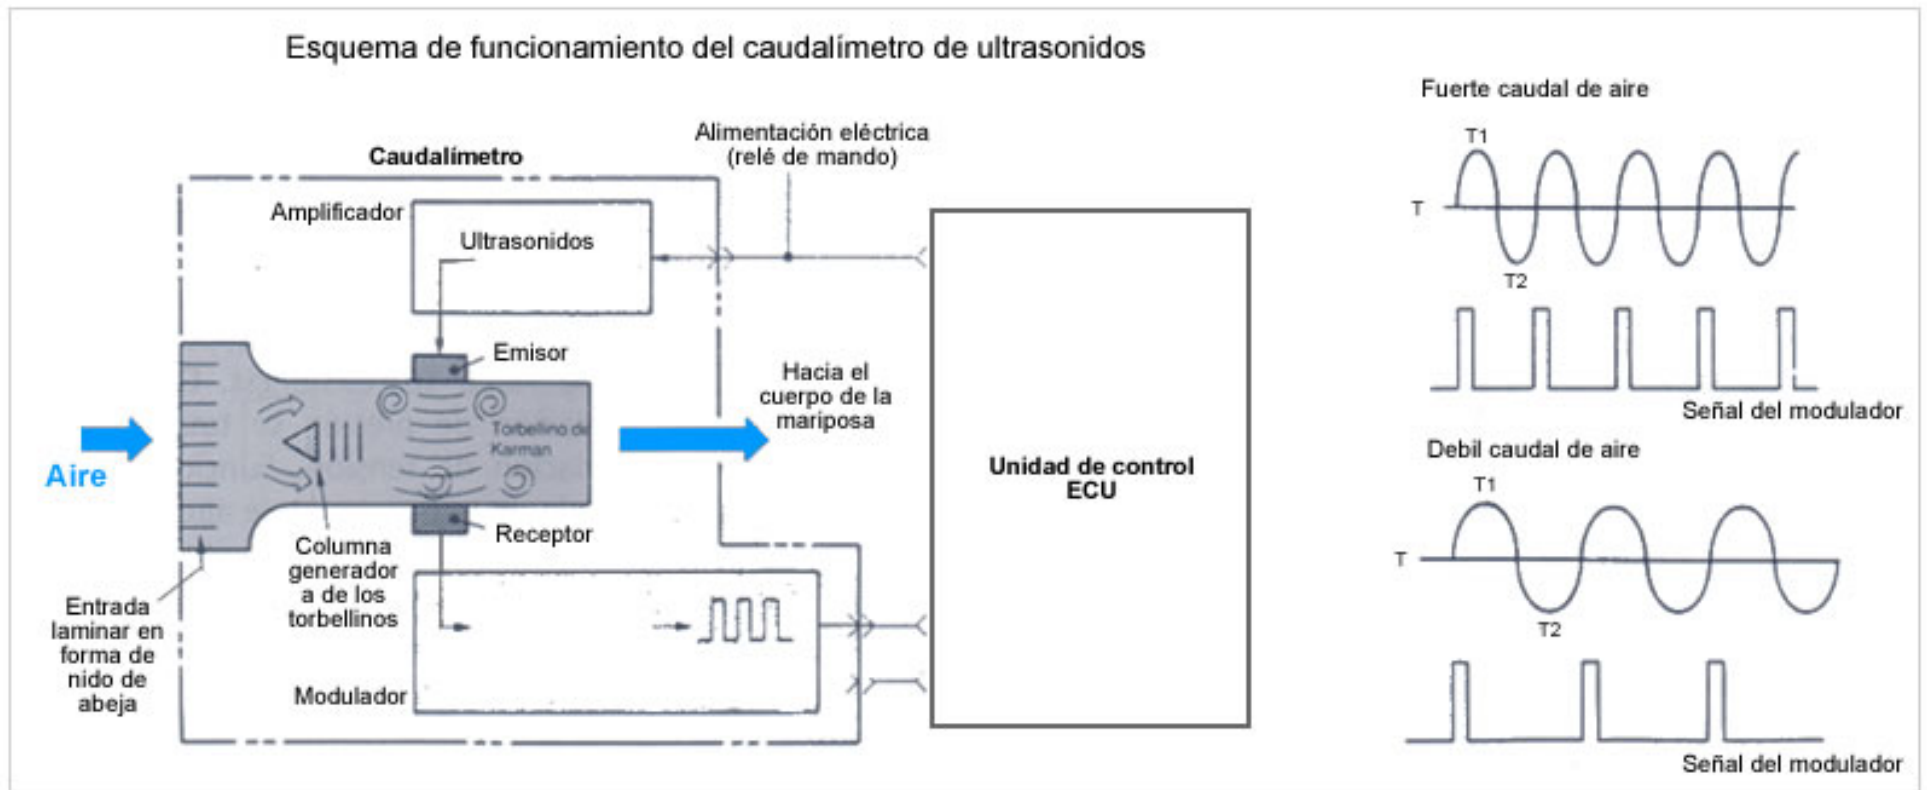 Esquema de funcionamiento del caudalímetro de ultrasonidos
Caudalímetro
Alimentación eléctrica
(relé de mando)
Amplificador
Ultrasonidos
Emisor
Aire
Torbellino de
Karman
Hacia el
cuerpo de la
mariposa
Receptor
Columna
generador
a de los
torbellinos
Entrada
laminar en
forma de
nido de
abeja
Modulador
Unidad de control
ECU
Fuerte caudal de aire
T1
T
T2
Señal del modulador
Debil caudal de aire
T1
T
T2
Señal del modulador